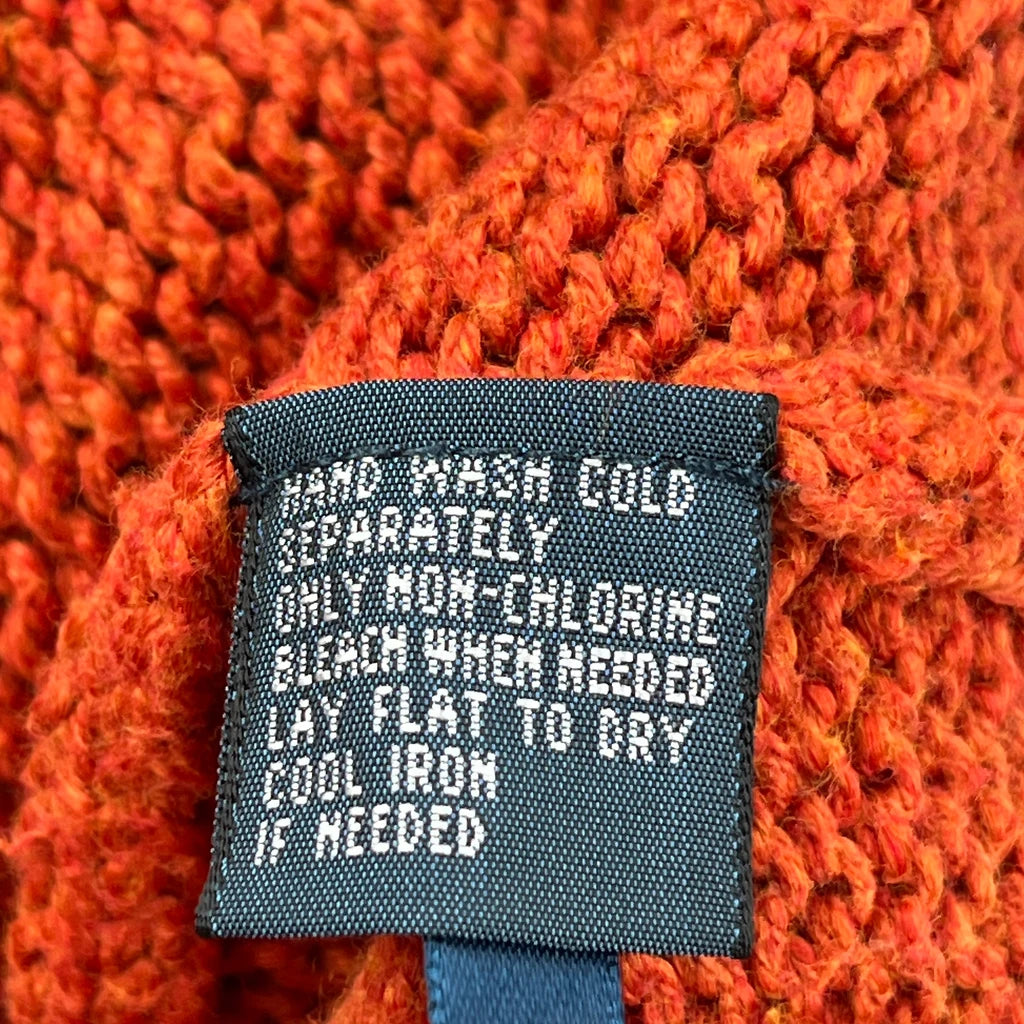 HAND WASH COLD
SEPARATELY
ONLY NON-CHLORINE
BLEACH WHEN NEEDED
LAY FLAT TO DRY
COOL IRON
IF NEEDED